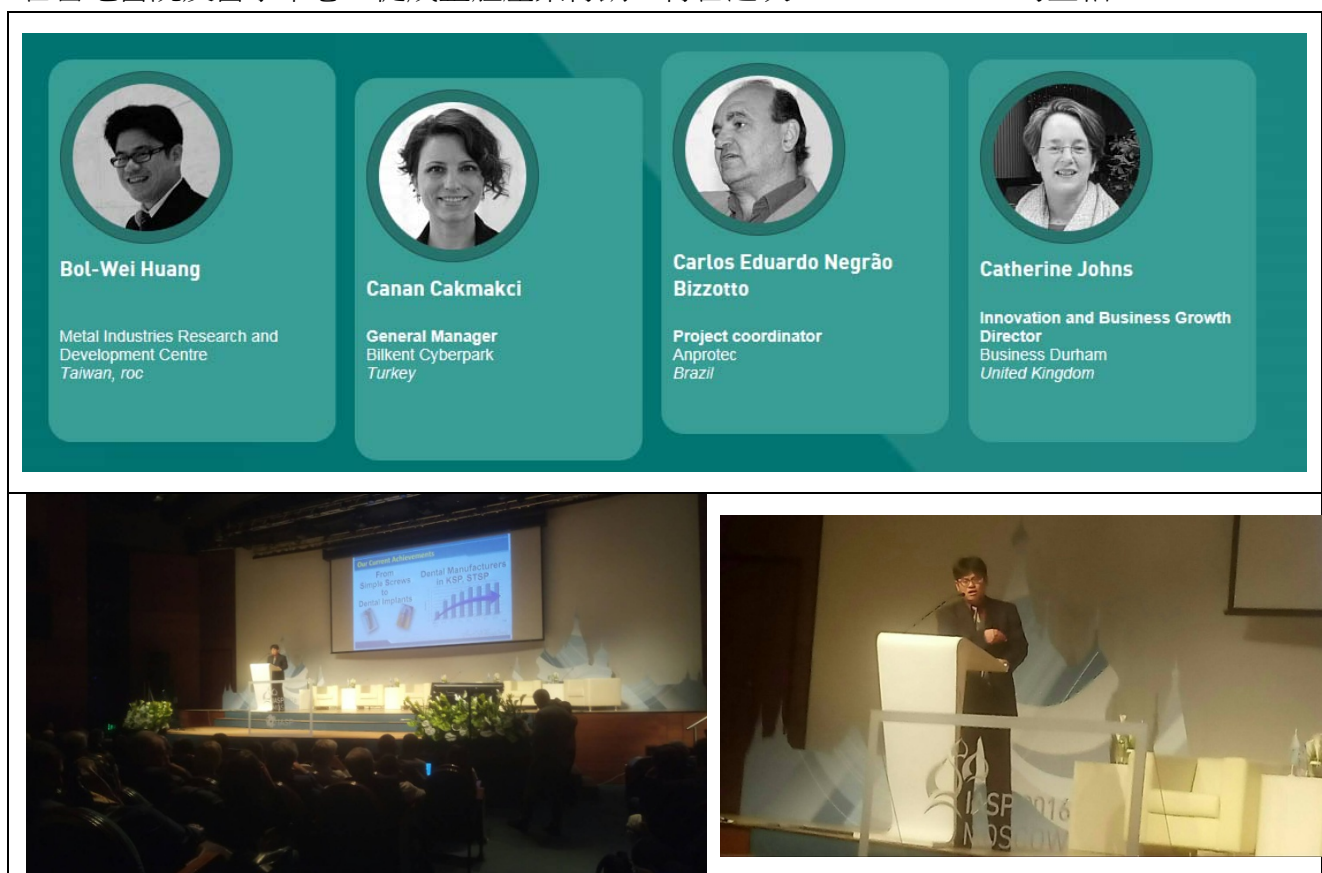 Bol-Wei Huang
Metal Industries Research and
Development Centre
Taiwan, roc
Canan Cakmakci
General Manager
Bilkent Cyberpark
Turkey
Carlos Eduardo Negrão
Bizzotto
Project coordinator
Anprotec
Brazil
Catherine Johns
Innovation and Business Growth
Director
Business Durham
United Kingdom
Our Current Achievements
From
Simple Screws
to
Dental Implants
Dental Manufacturers
in KSP, STSP
IASP 2016
MOSCOW